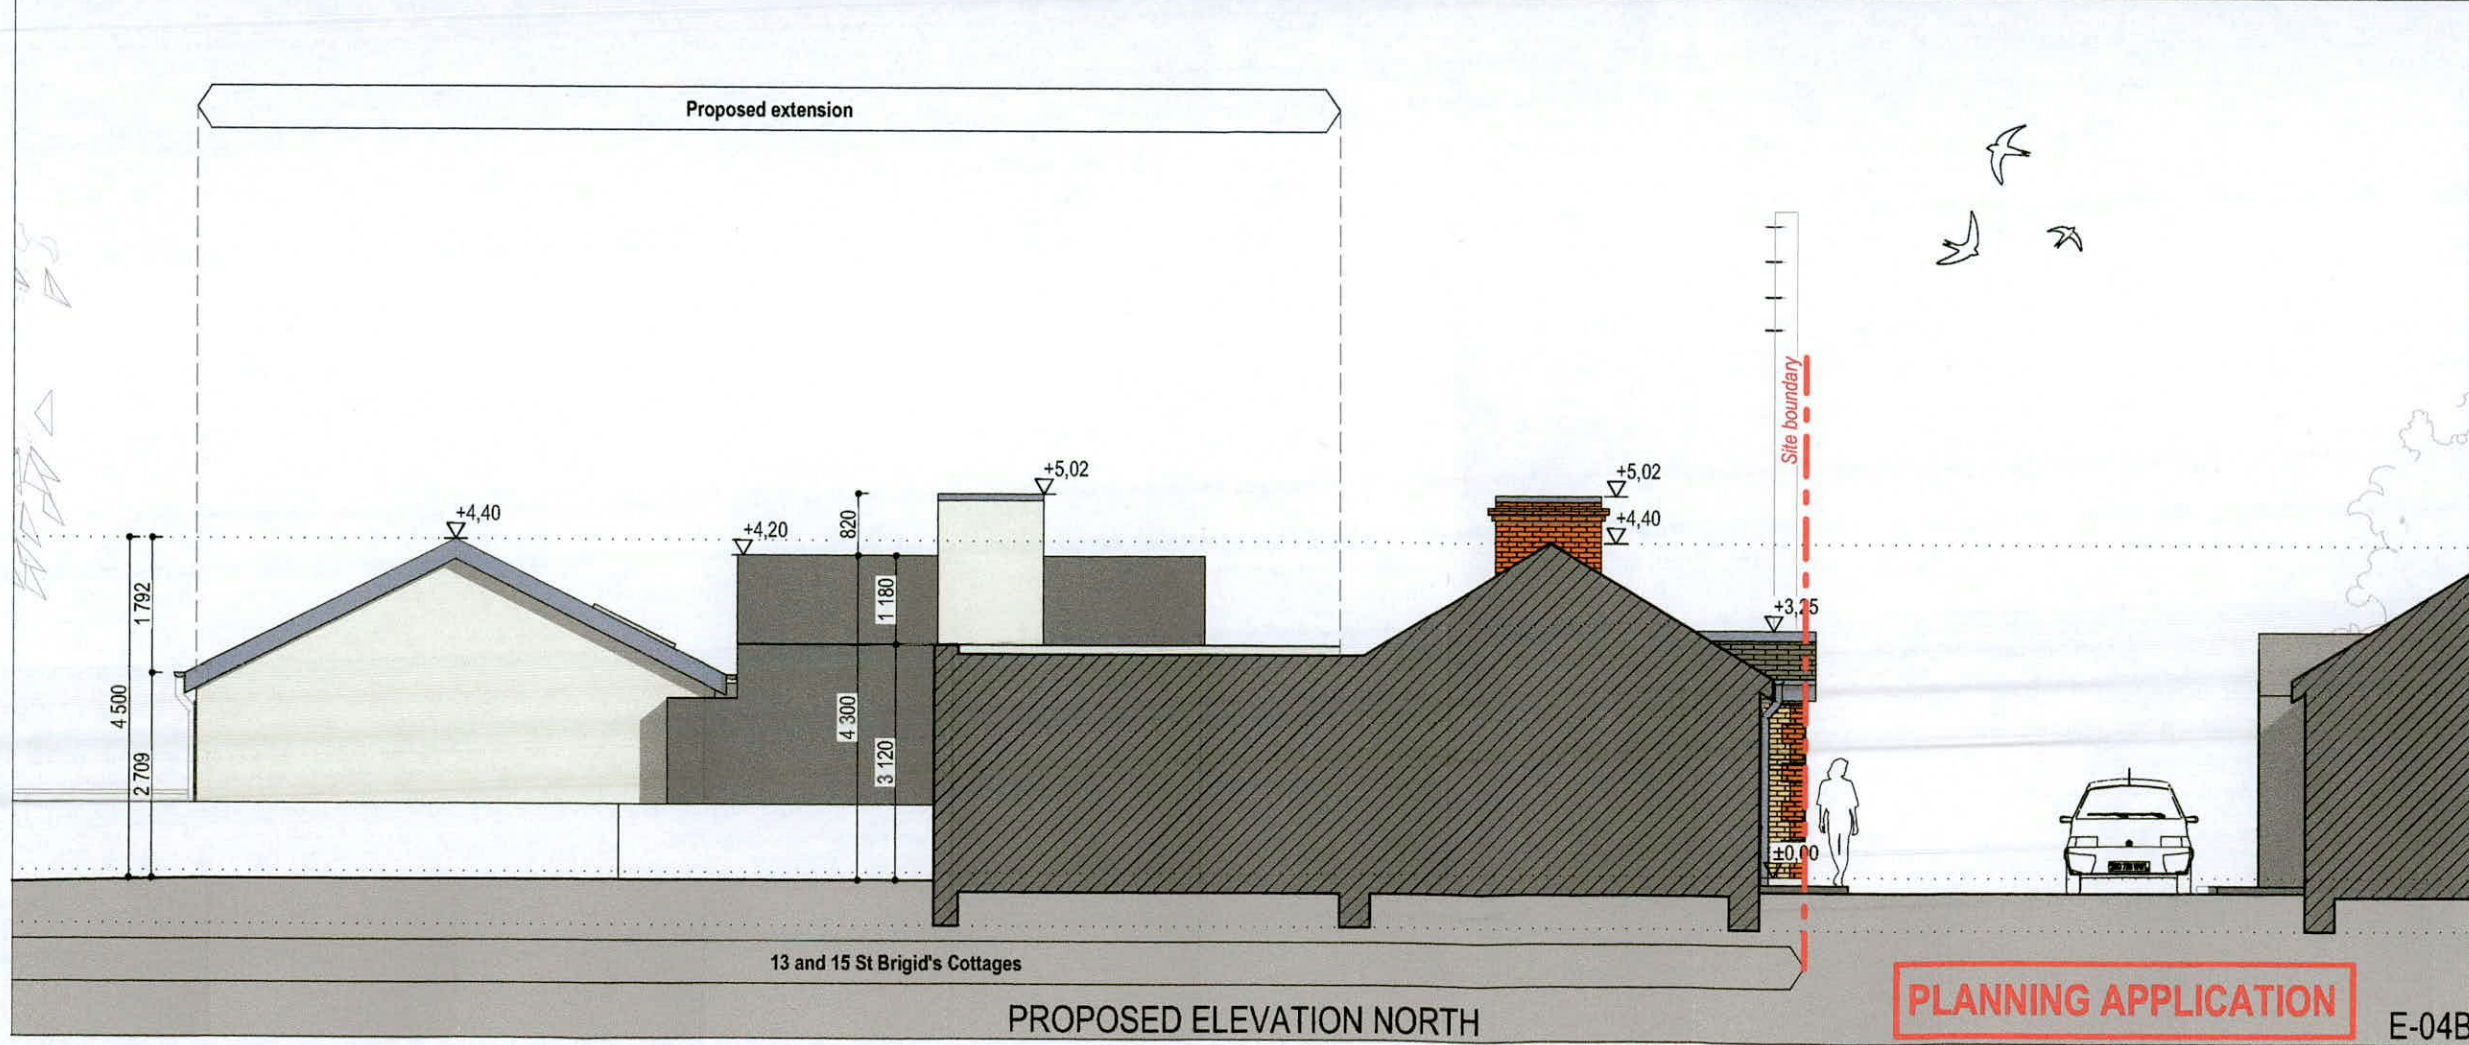 Proposed extension
Site boundary
+5,02
+5,02
+4,40
+4,20
+4,40
820
1 792
1 180
+3,25
4 500
4 300
2 709
3 120
±0,00
13 and 15 St Brigid's Cottages
PLANNING APPLICATION
PROPOSED ELEVATION NORTH
E-04B